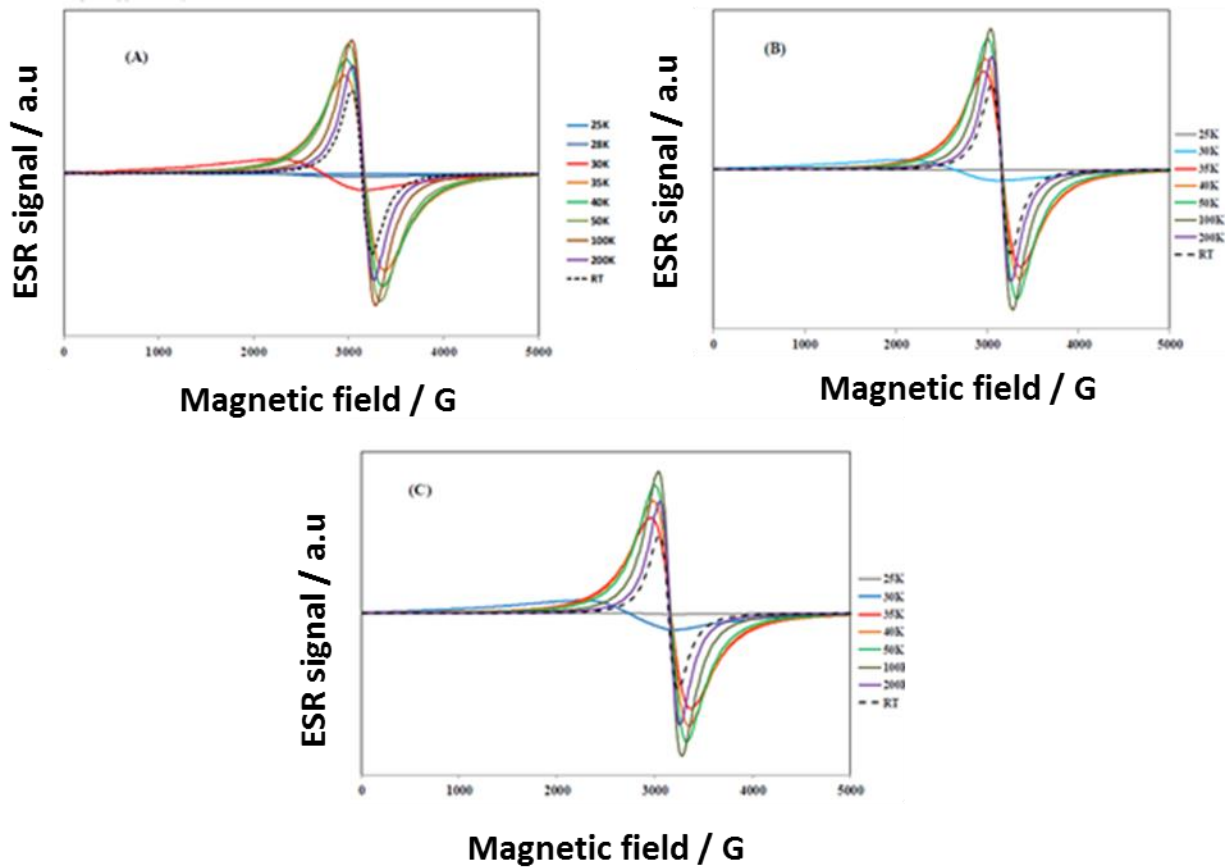 (A)
ESR signal / a.u
25K
28K
30K
35K
40K
50K
100K
200K
RT
0 1000 2000 3000 4000 5000
Magnetic field / G
(B)
ESR signal / a.u
25K
30K
35K
40K
50K
100K
200K
RT
0 1000 2000 3000 4000 5000
Magnetic field / G
(C)
ESR signal / a.u
25K
30K
35K
40K
50K
100K
200K
RT
0 1000 2000 3000 4000 5000
Magnetic field / G